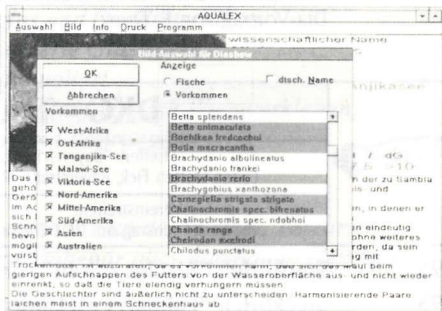 AQUALEX
Auswahl Bild Info Druck Programm
wissenschaftlicher Name
Bild-Auswahl für Diashow
OK
Abbrechen
Anzeige
Fische
Vorkommen
dtsch. Name
Vorkommen
West-Afrika
Ost-Afrika
Tanganjika-See
Malawi-See
Viktoria-See
Nord-Amerika
Mittel-Amerika
Süd-Amerika
Asien
Australien
Betta splendens
Betta unimaculata
Boehlkea fredcochui
Botia macracantha
Brachydanio albolineatus
Brachydanio frankei
Brachydanio rerio
Brachygobius xanthozona
Carnegiella strigata strigata
Chalinochromis spec. bifrenatus
Chalinochromis spec. ndobhoi
Chanda ranga
Cheirodon axelrodi
Chilodus punctatus
gierigen Aufschnappen des Futters von der Wasseroberfläche aus- und nicht wieder
einrenkt, so daß die Tiere elendig verhungern müssen.
Die Geschlechter sind äußerlich nicht zu unterscheiden. Harmonisierende Paare
laichen meist in einem Schneckenhaus ab.